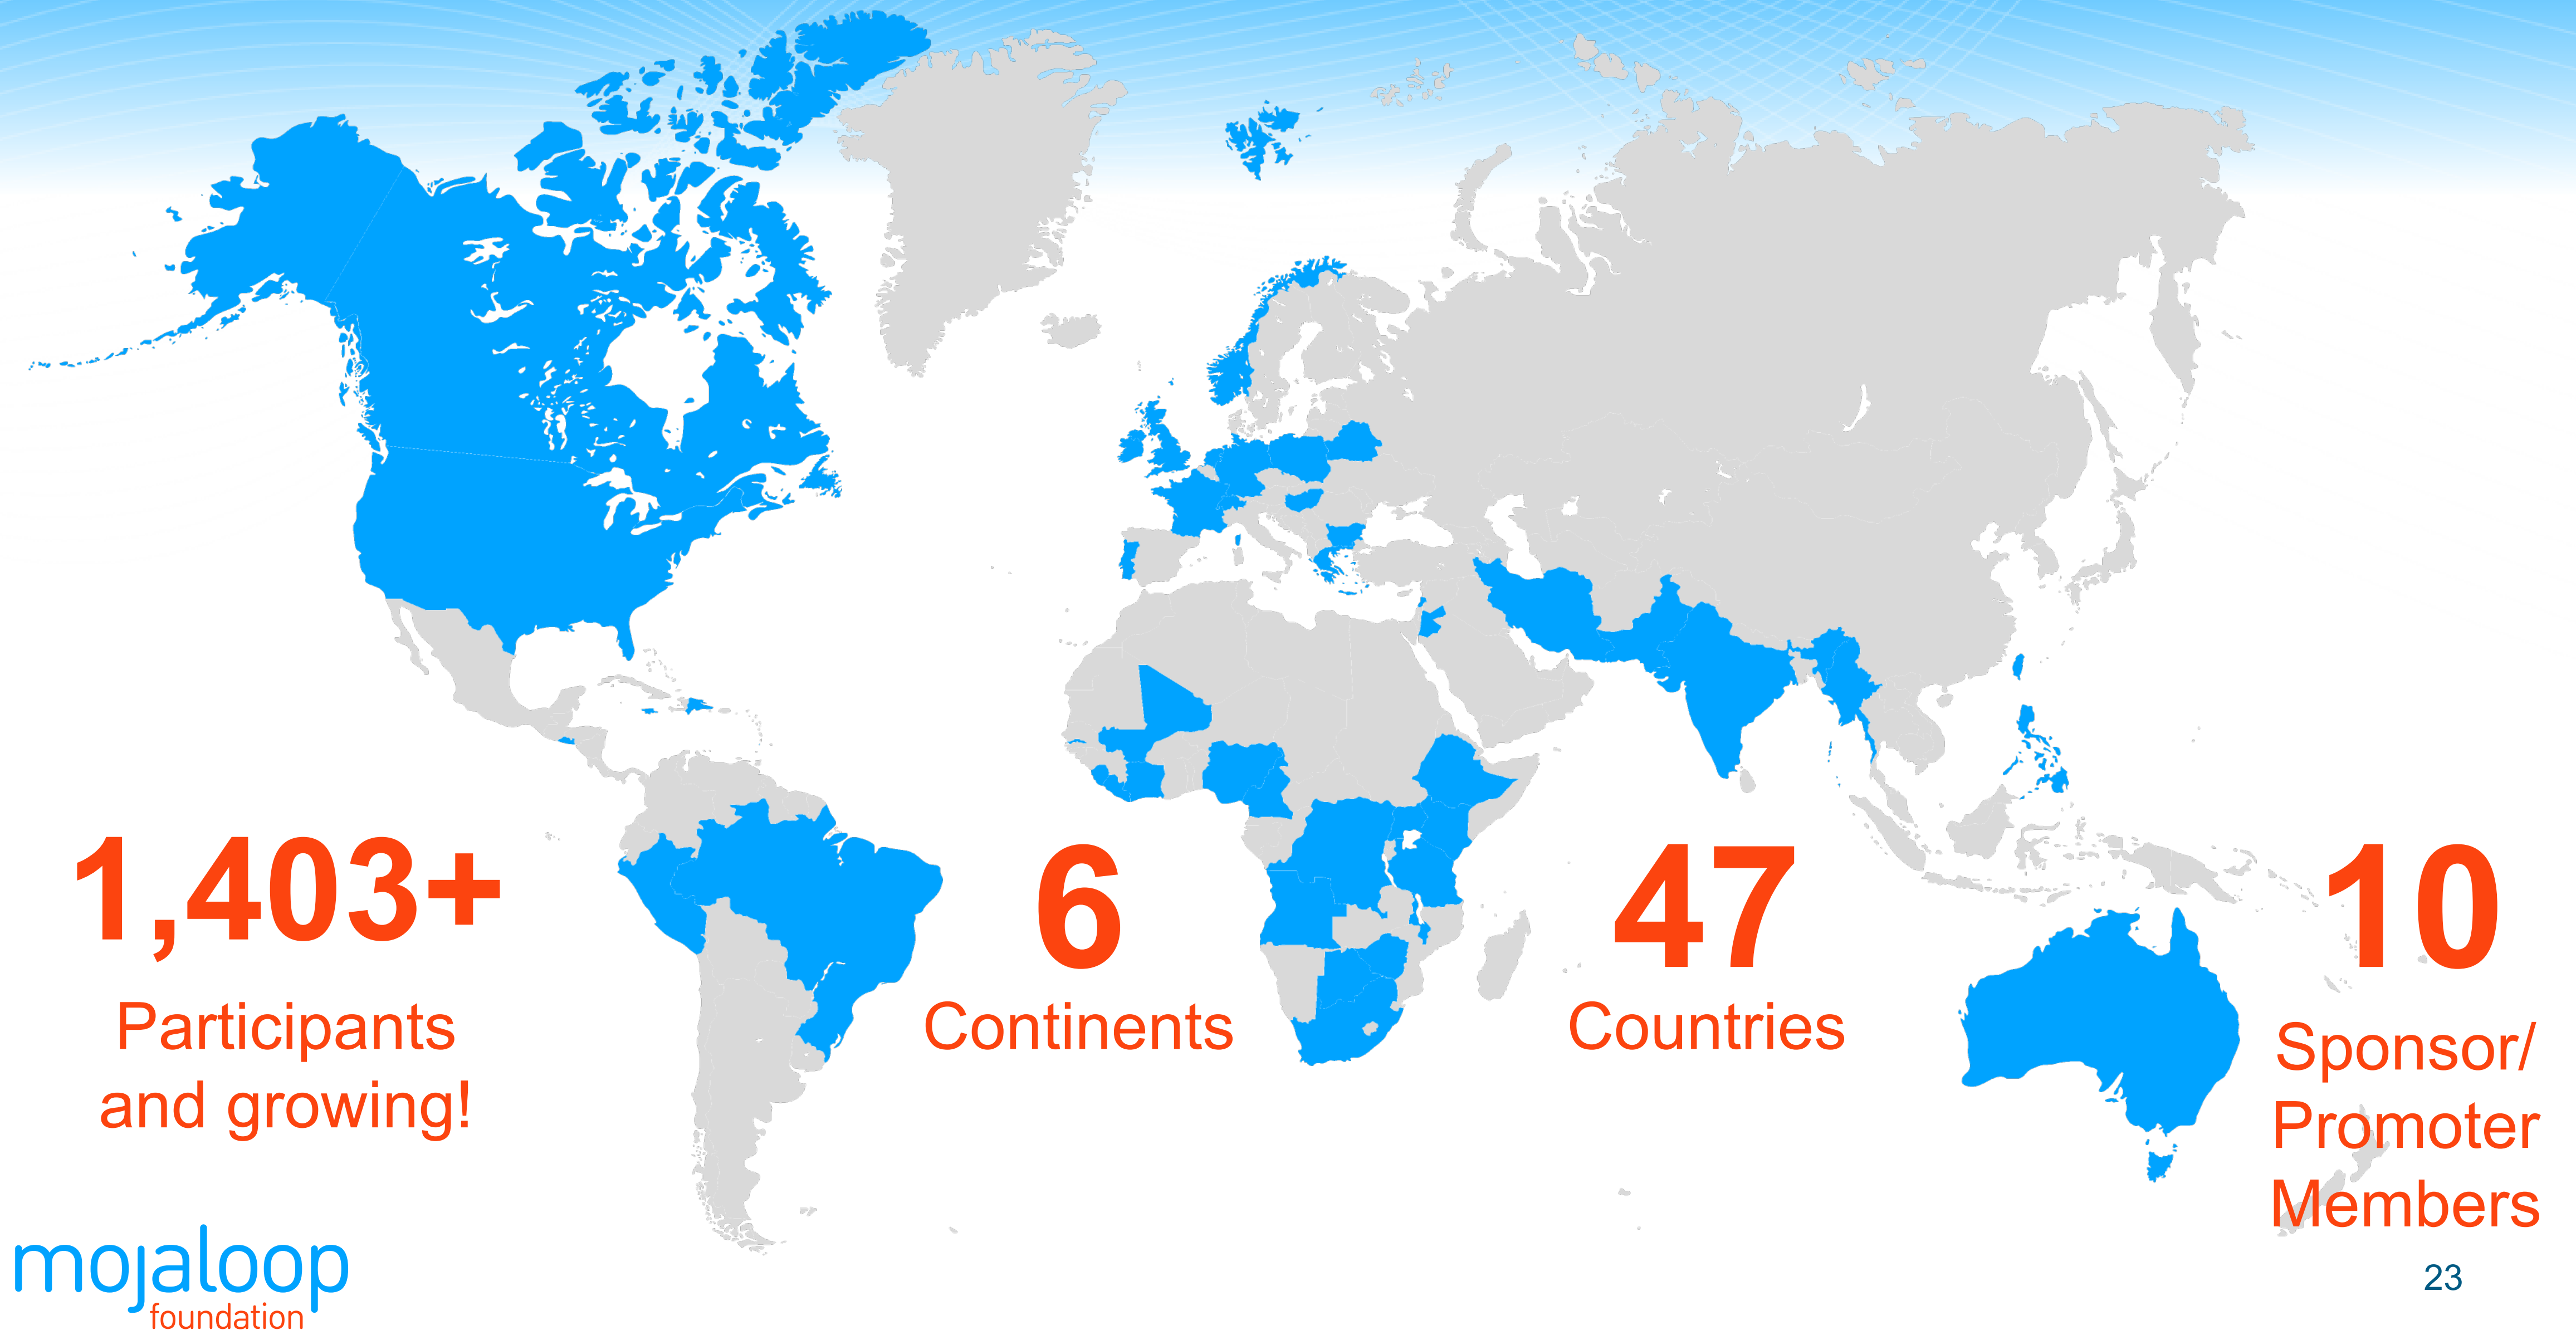 1,403+
Participants
and growing!
6
Continents
47
Countries
10
Sponsor/
Promoter
Members
mojaloop
foundation
23